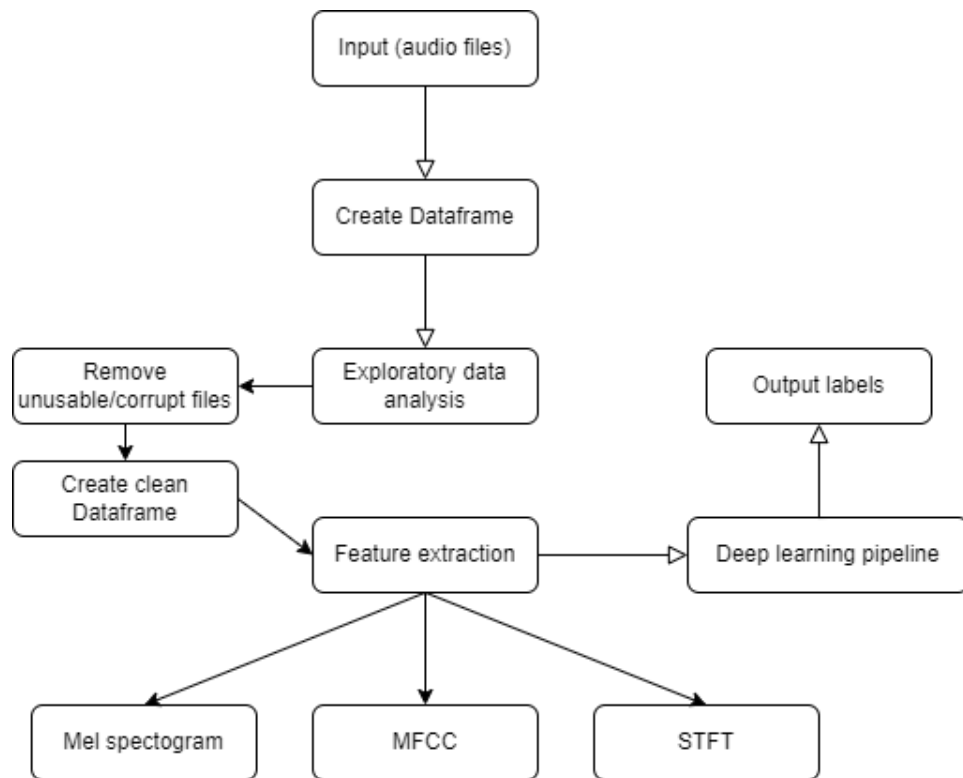 Input (audio files)
Create Dataframe
Exploratory data
analysis
Remove
unusable/corrupt files
Output labels
Create clean
Dataframe
Feature extraction
Deep learning pipeline
Mel spectogram
MFCC
STFT